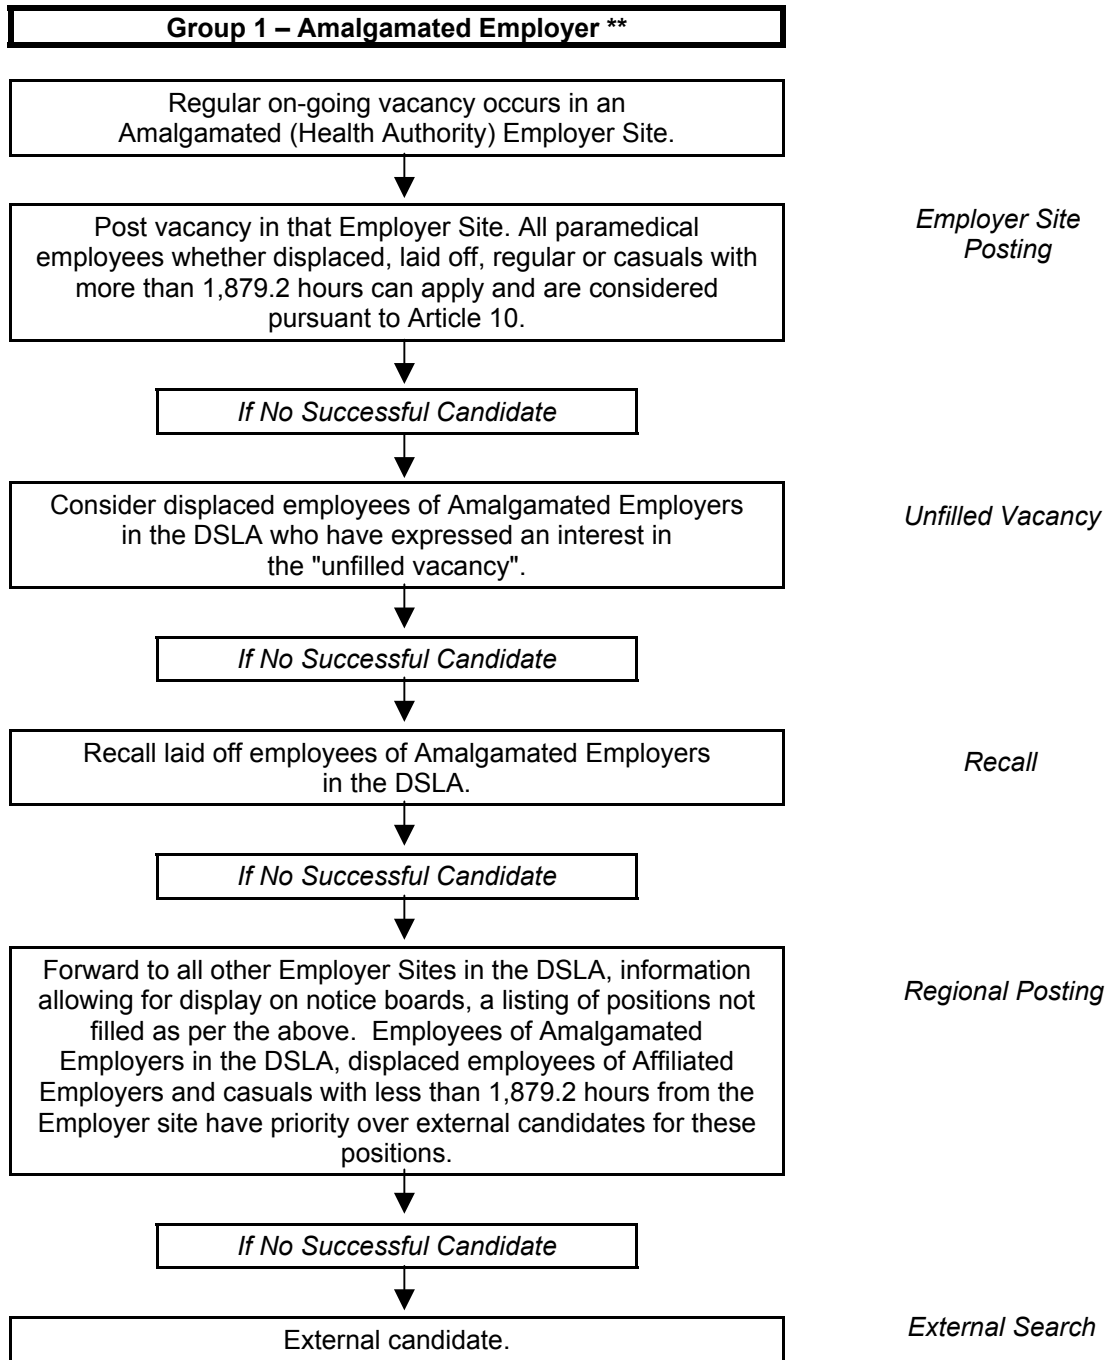 Group 1 – Amalgamated Employer **
Regular on-going vacancy occurs in an
Amalgamated (Health Authority) Employer Site.
Post vacancy in that Employer Site. All paramedical
employees whether displaced, laid off, regular or casuals with
more than 1,879.2 hours can apply and are considered
pursuant to Article 10.
Employer Site
Posting
If No Successful Candidate
Consider displaced employees of Amalgamated Employers
in the DSLA who have expressed an interest in
the "unfilled vacancy".
Unfilled Vacancy
If No Successful Candidate
Recall laid off employees of Amalgamated Employers
in the DSLA.
Recall
If No Successful Candidate
Forward to all other Employer Sites in the DSLA, information
allowing for display on notice boards, a listing of positions not
filled as per the above.  Employees of Amalgamated
Employers in the DSLA, displaced employees of Affiliated
Employers and casuals with less than 1,879.2 hours from the
Employer site have priority over external candidates for these
positions.
Regional Posting
If No Successful Candidate
External candidate.
External Search